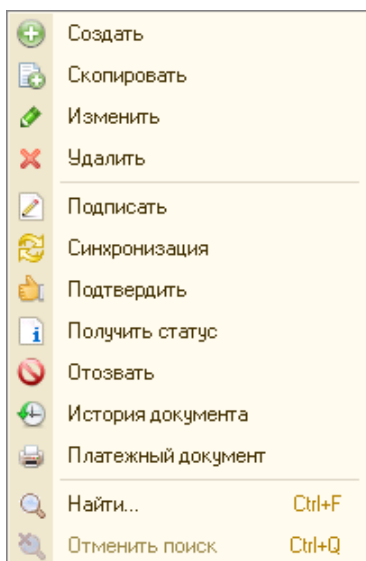 Создать
Скопировать
Изменить
Удалить
Подписать
Синхронизация
Подтвердить
Получить статус
Отозвать
История документа
Платежный документ
Найти... Ctrl+F
Отменить поиск Ctrl+Q